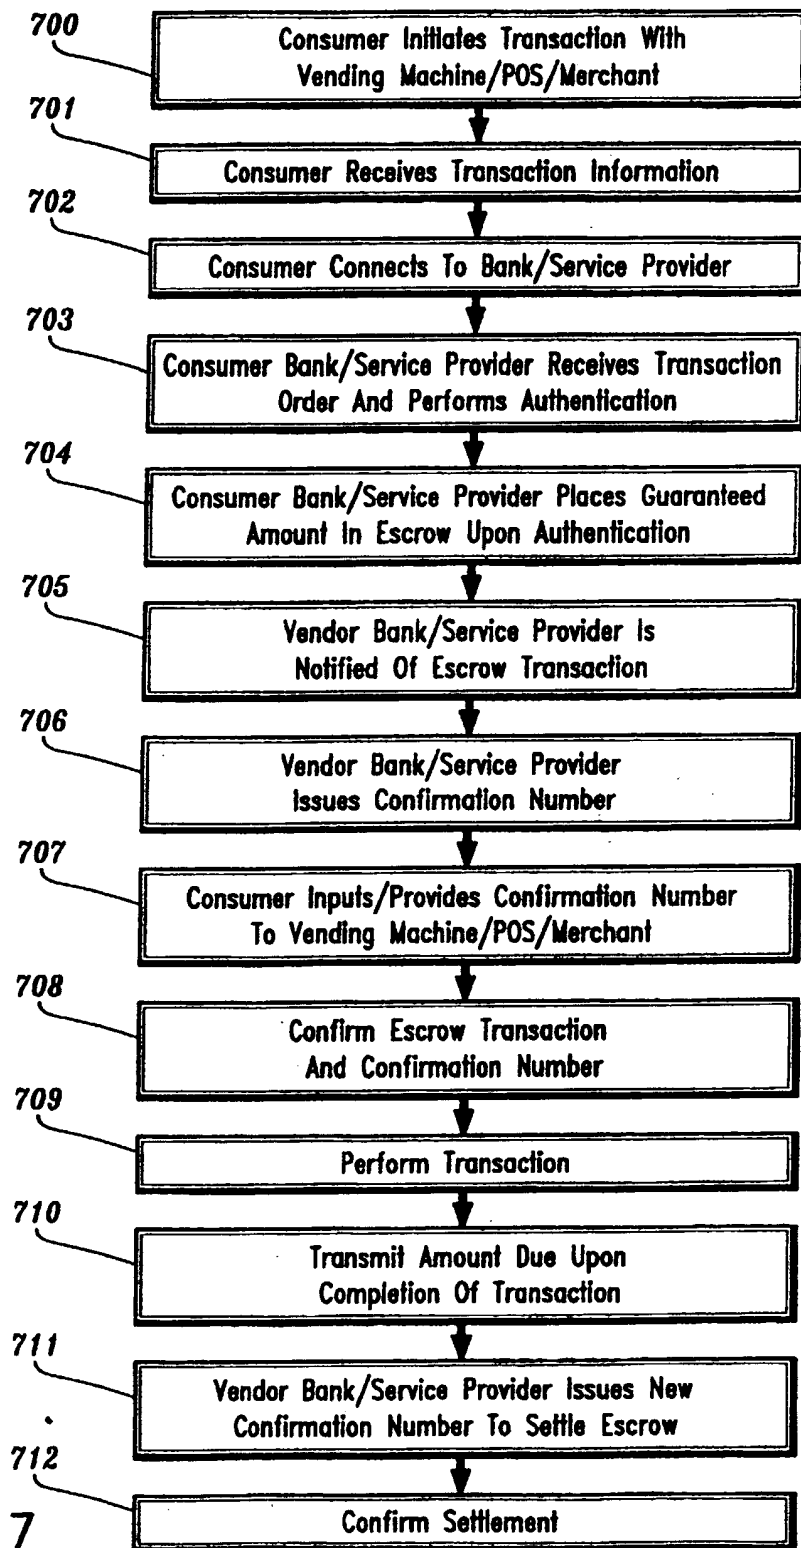 700
Consumer Initiates Transaction With
Vending Machine/POS/Merchant
701
Consumer Receives Transaction Information
702
Consumer Connects To Bank/Service Provider
703
Consumer Bank/Service Provider Receives Transaction
Order And Performs Authentication
704
Consumer Bank/Service Provider Places Guaranteed
Amount In Escrow Upon Authentication
705
Vendor Bank/Service Provider Is
Notified Of Escrow Transaction
706
Vendor Bank/Service Provider
Issues Confirmation Number
707
Consumer Inputs/Provides Confirmation Number
To Vending Machine/POS/Merchant
708
Confirm Escrow Transaction
And Confirmation Number
709
Perform Transaction
710
Transmit Amount Due Upon
Completion Of Transaction
711
Vendor Bank/Service Provider Issues New
Confirmation Number To Settle Escrow
712
Confirm Settlement
7